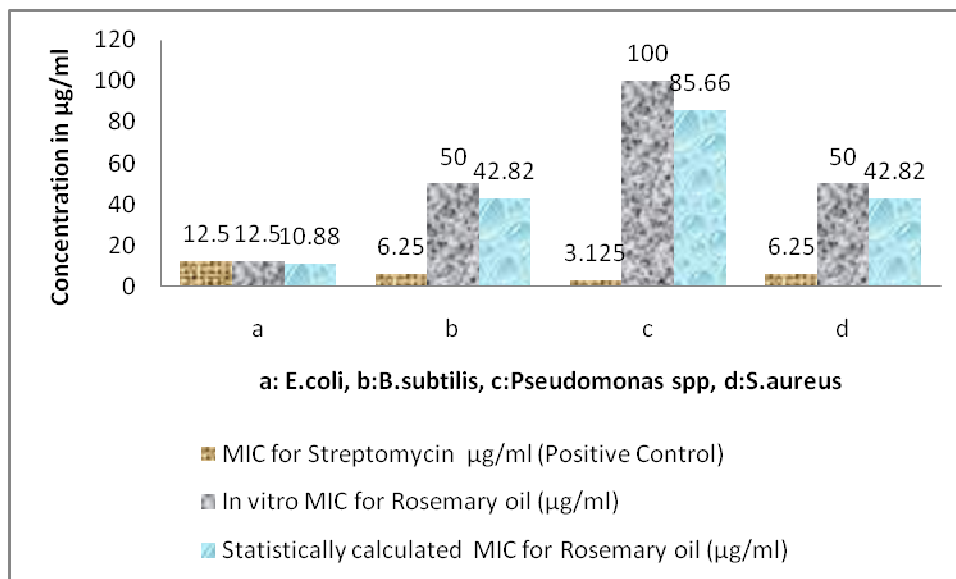 120
100
80
60
40
20
0
Concentration in µg/ml
12.5 12.5 10.88
6.25 50 42.82
3.125 100 85.66
6.25 50 42.82
a b c d
a: E.coli, b:B.subtilis, c:Pseudomonas spp, d:S.aureus
MIC for Streptomycin µg/ml (Positive Control)
In vitro MIC for Rosemary oil (µg/ml)
Statistically calculated MIC for Rosemary oil (µg/ml)